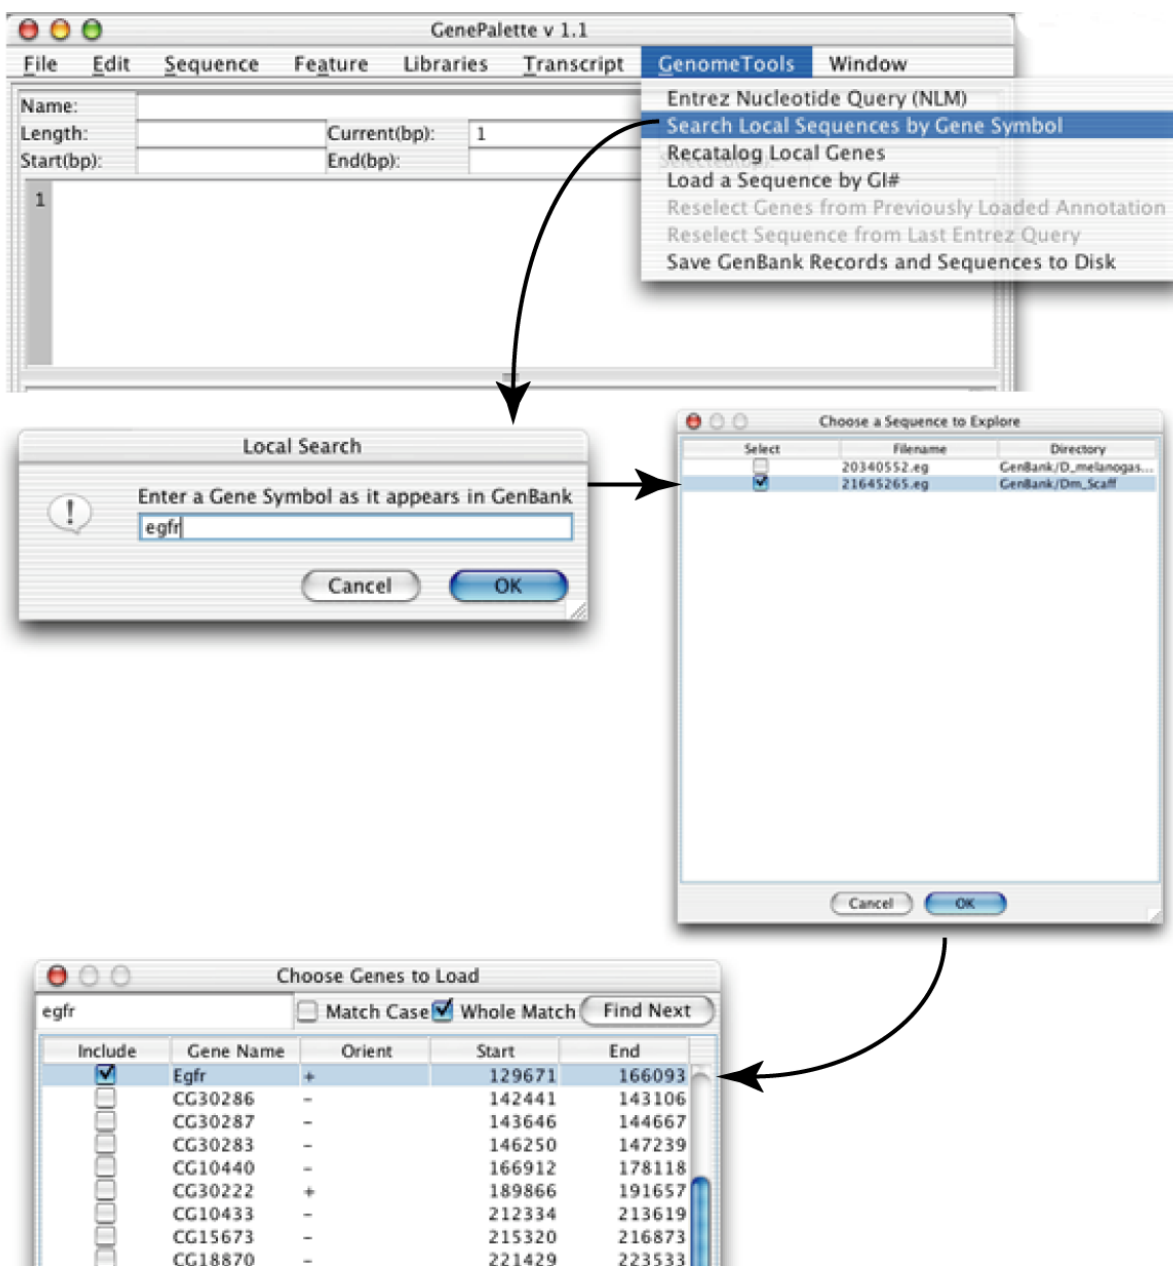 GenePalette v 1.1
File Edit Sequence Feature Libraries Transcript GenomeTools Window
Name:
Length: Current(bp): 1
Start(bp): End(bp):
1
Entrez Nucleotide Query (NLM)
Search Local Sequences by Gene Symbol
Recatalog Local Genes
Load a Sequence by GI#
Reselect Genes from Previously Loaded Annotation
Reselect Sequence from Last Entrez Query
Save GenBank Records and Sequences to Disk
Local Search
Enter a Gene Symbol as it appears in GenBank
!
egfr
Cancel OK
Choose a Sequence to Explore
Select Filename Directory
20340552.eg GenBank/D_melanogas...
21645265.eg GenBank/Dm_Scaff
Cancel OK
Choose Genes to Load
egfr Match Case Whole Match Find Next
Include Gene Name Orient Start End
Egfr + 129671 166093
CG30286 - 142441 143106
CG30287 - 143646 144667
CG30283 - 146250 147239
CG10440 - 166912 178118
CG30222 + 189866 191657
CG10433 - 212334 213619
CG15673 - 215320 216873
CG18870 - 221429 223533